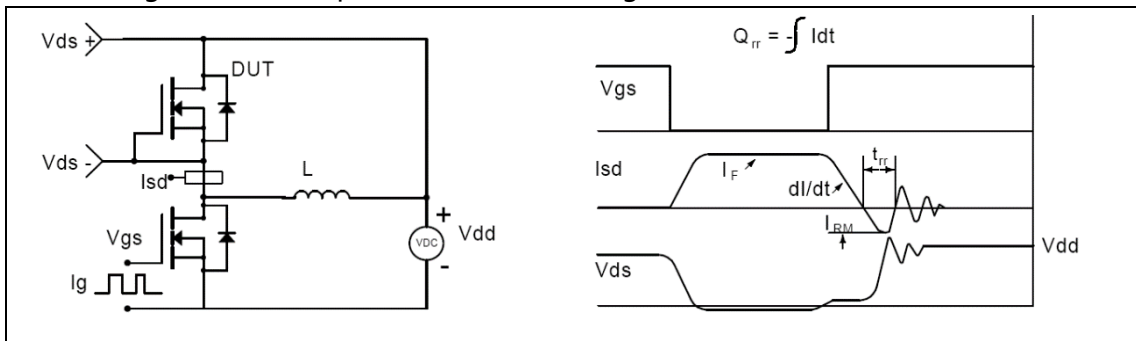 Vds +
DUT
Vds -
Isd
L
Vgs
Ig
+
VDC
-
Vdd
Qrr = -∫ Idt
Vgs
Isd
IF
dI/dt
trr
IRM
Vdd
Vds